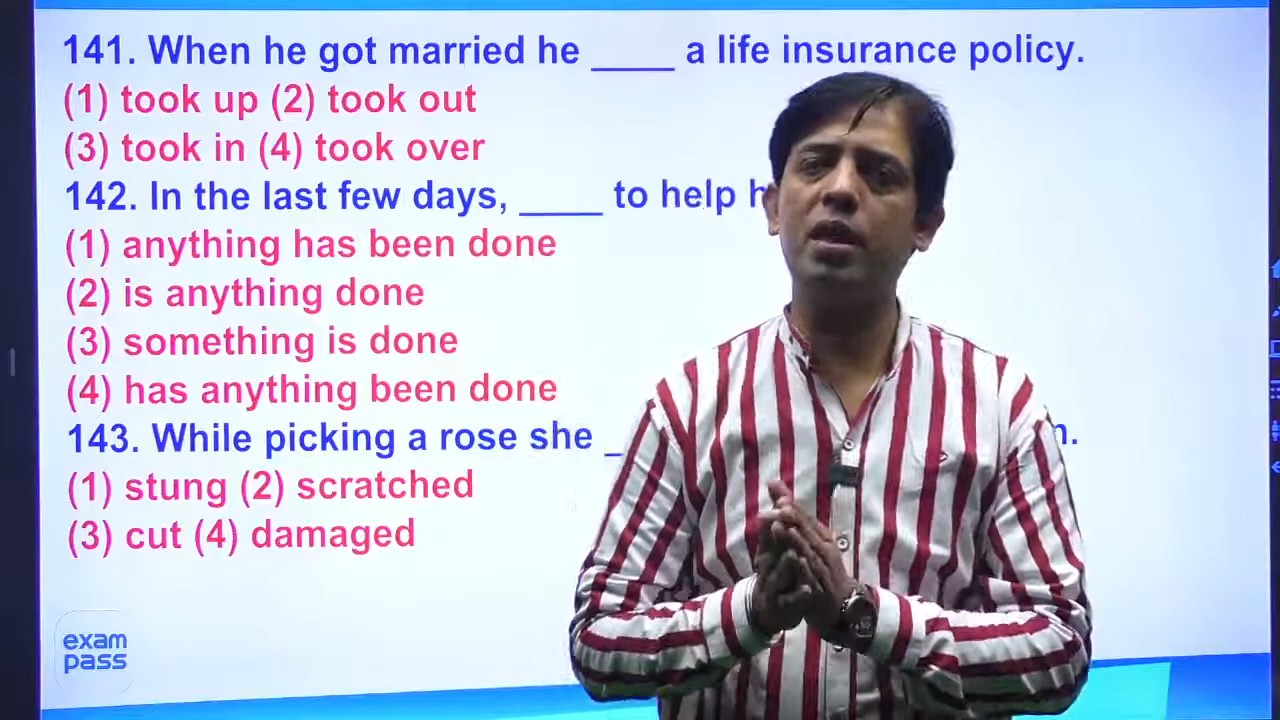 141. When he got married he ____ a life insurance policy.
(1) took up (2) took out
(3) took in (4) took over
142. In the last few days, ____ to help
(1) anything has been done
(2) is anything done
(3) something is done
(4) has anything been done
143. While picking a rose she
(1) stung (2) scratched
(3) cut (4) damaged
exam
pass